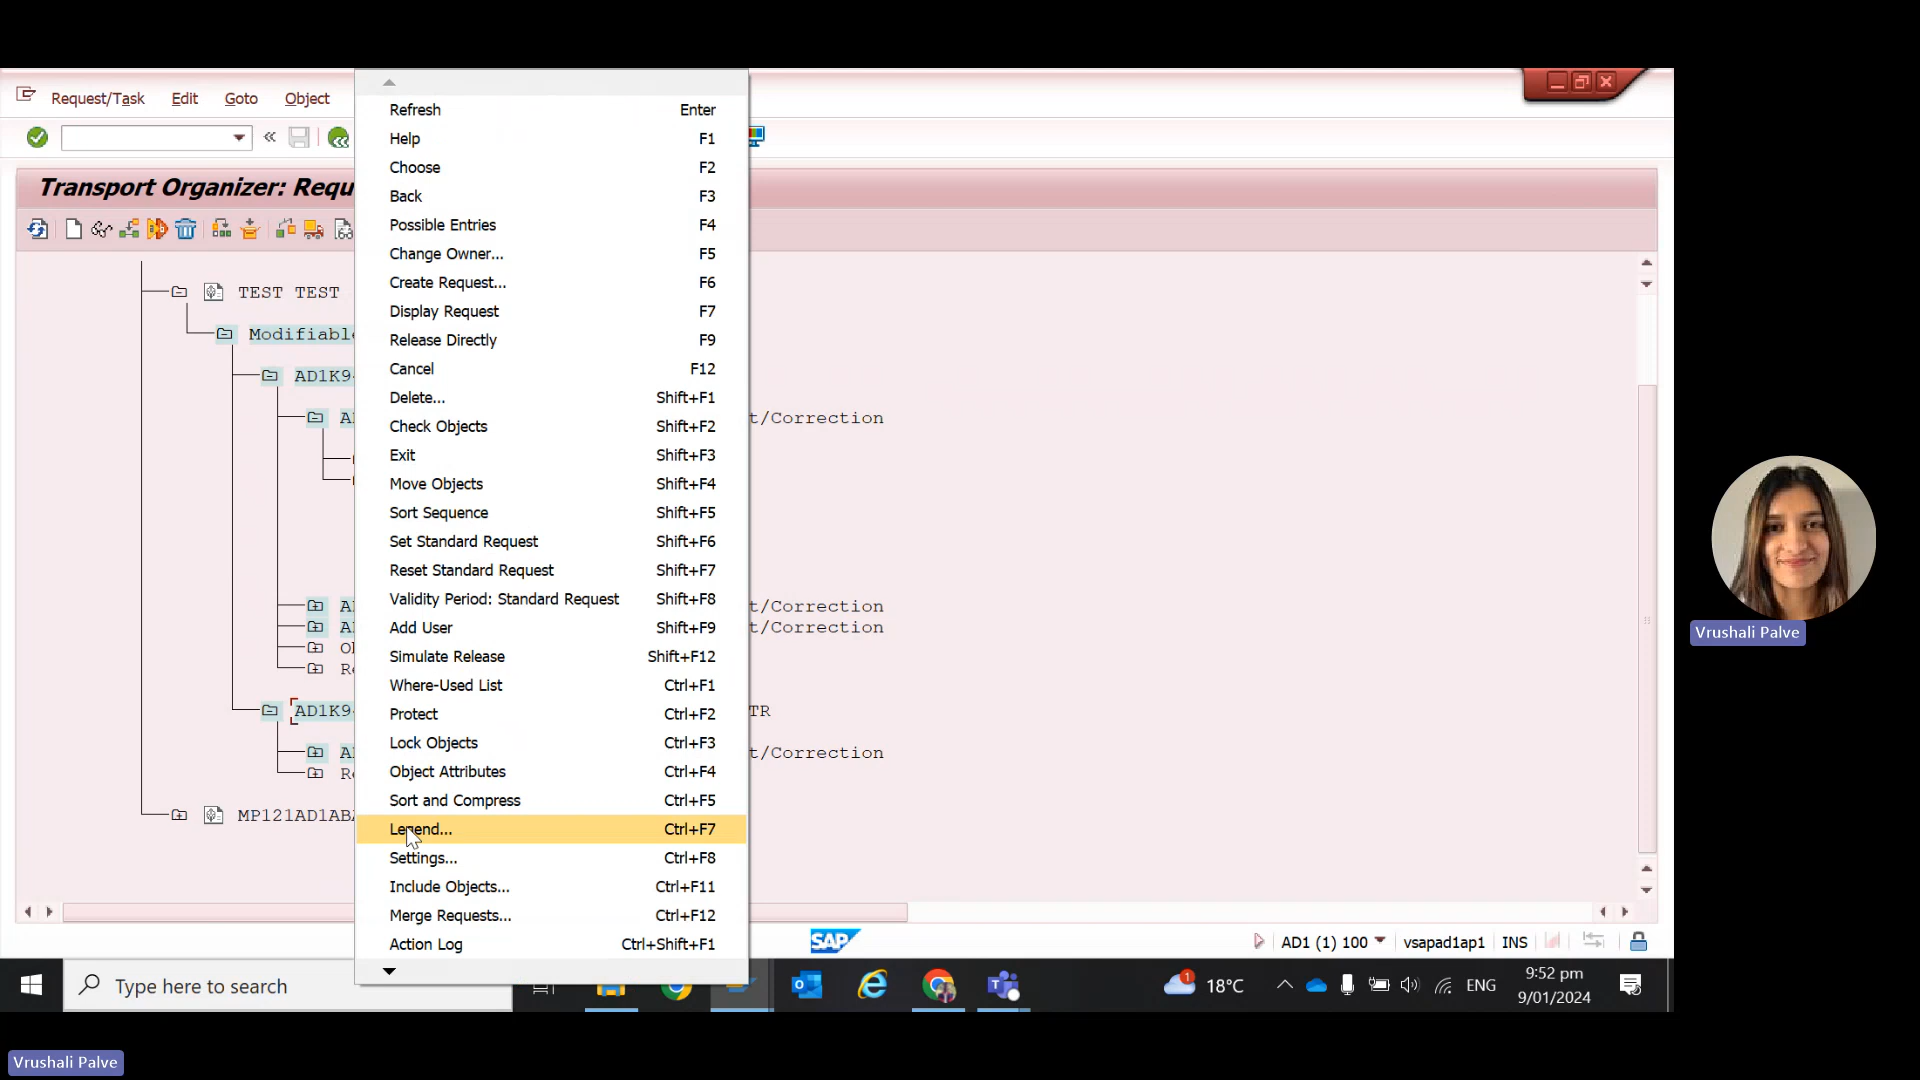 Request/Task Edit Goto Object
Transport Organizer: Requ
Refresh Enter
Help F1
Choose F2
Back F3
Possible Entries F4
Change Owner... F5
Create Request... F6
Display Request F7
Release Directly F9
Cancel F12
Delete... Shift+F1
Check Objects Shift+F2
Exit Shift+F3
Move Objects Shift+F4
Sort Sequence Shift+F5
Set Standard Request Shift+F6
Reset Standard Request Shift+F7
Validity Period: Standard Request Shift+F8
Add User Shift+F9
Simulate Release Shift+F12
Where-Used List Ctrl+F1
Protect Ctrl+F2
Lock Objects Ctrl+F3
Object Attributes Ctrl+F4
Sort and Compress Ctrl+F5
Legend... Ctrl+F7
Settings... Ctrl+F8
Include Objects... Ctrl+F11
Merge Requests... Ctrl+F12
Action Log Ctrl+Shift+F1
TEST TEST
Modifiable
AD1K9
t/Correction
t/Correction
t/Correction
AD1K9 TR
t/Correction
MP121AD1ABA
SAP
AD1 (1) 100 vsapad1ap1 INS
Type here to search
1 18°C ENG
9:52 pm
9/01/2024
Vrushali Palve
Vrushali Palve